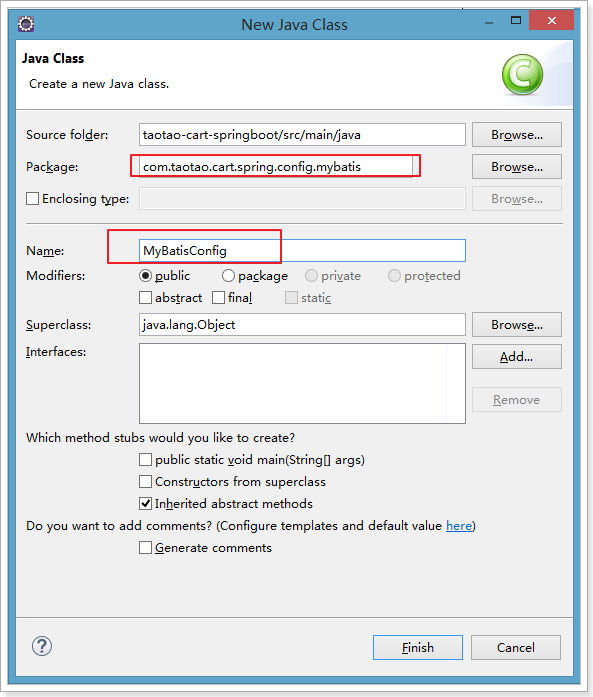 New Java Class
Java Class
Create a new Java class.
C
Source folder: taotao-cart-springboot/src/main/java Browse...
Package: com.taotao.cart.spring.config.mybatis Browse...
Enclosing type: Browse...
Name: MyBatisConfig
Modifiers: public package private protected
abstract final static
Superclass: java.lang.Object Browse...
Interfaces: Add...
Remove
Which method stubs would you like to create?
public static void main(String[] args)
Constructors from superclass
Inherited abstract methods
Do you want to add comments? (Configure templates and default value here)
Generate comments
? Finish Cancel